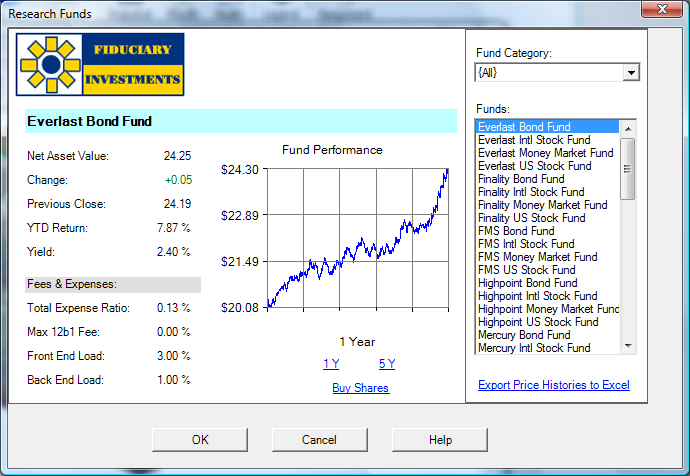 Research Funds
FIDUCIARY
INVESTMENTS
Everlast Bond Fund
Net Asset Value: 24.25
Change: +0.05
Previous Close: 24.19
YTD Return: 7.87 %
Yield: 2.40 %
Fees & Expenses:
Total Expense Ratio: 0.13 %
Max 12b1 Fee: 0.00 %
Front End Load: 3.00 %
Back End Load: 1.00 %
Fund Performance
$24.30
$22.89
$21.49
$20.08
1 Year
1 Y 5 Y
Buy Shares
Fund Category:
{All}
Funds:
Everlast Bond Fund
Everlast Intl Stock Fund
Everlast Money Market Fund
Everlast US Stock Fund
Finality Bond Fund
Finality Intl Stock Fund
Finality Money Market Fund
Finality US Stock Fund
FMS Bond Fund
FMS Intl Stock Fund
FMS Money Market Fund
FMS US Stock Fund
Highpoint Bond Fund
Highpoint Intl Stock Fund
Highpoint Money Market Fund
Highpoint US Stock Fund
Mercury Bond Fund
Mercury Intl Stock Fund
Export Price Histories to Excel
OK Cancel Help